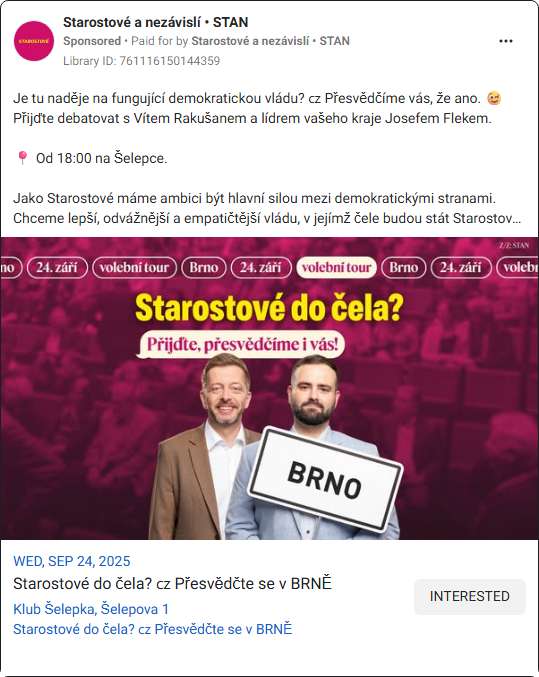 Starostové a nezávislí • STAN
STAROSTOVÉ
Sponsored • Paid for by Starostové a nezávislí • STAN
Library ID: 761116150144359
Je tu naděje na fungující demokratickou vládu? cz Přesvědčíme vás, že ano. 😉
Přijďte debatovat s Vítem Rakušanem a lídrem vašeho kraje Josefem Flekem.
📍 Od 18:00 na Šelepce.
Jako Starostové máme ambici být hlavní silou mezi demokratickými stranami.
Chceme lepší, odvážnější a empatičtější vládu, v jejímž čele budou stát Starostov...
Z/Z: STAN
no 24. září volební tour Brno 24. září volební tour Brno 24. září voleb
Starostové do čela?
Přijďte, přesvědčíme i vás!
BRNO
WED, SEP 24, 2025
Starostové do čela? cz Přesvědčte se v BRNĚ
INTERESTED
Klub Šelepka, Šelepova 1
Starostové do čela? cz Přesvědčte se v BRNĚ